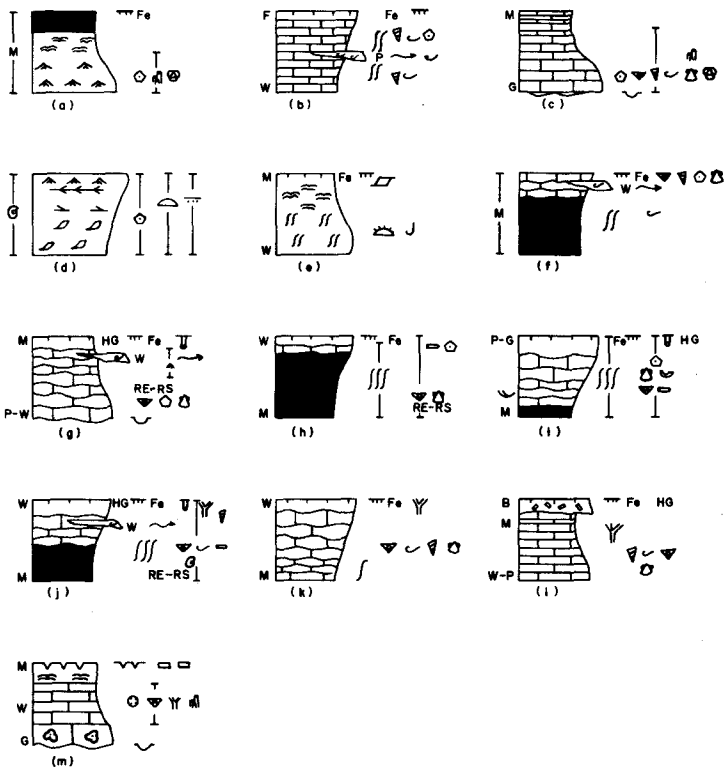 Fe
M
(a)
F Fe
P
W
(b)
M
G
(c)
(d)
M Fe
W
(e)
Fe
W
M
(f)
M HG Fe
W
RE-RS
P-W
(g)
W Fe
M RE-RS
(h)
P-G Fe HG
M
(i)
W HG Fe
W
RE-RS
M
(j)
W Fe
M
(k)
B Fe HG
M
W-P
(l)
M
W
G
(m)